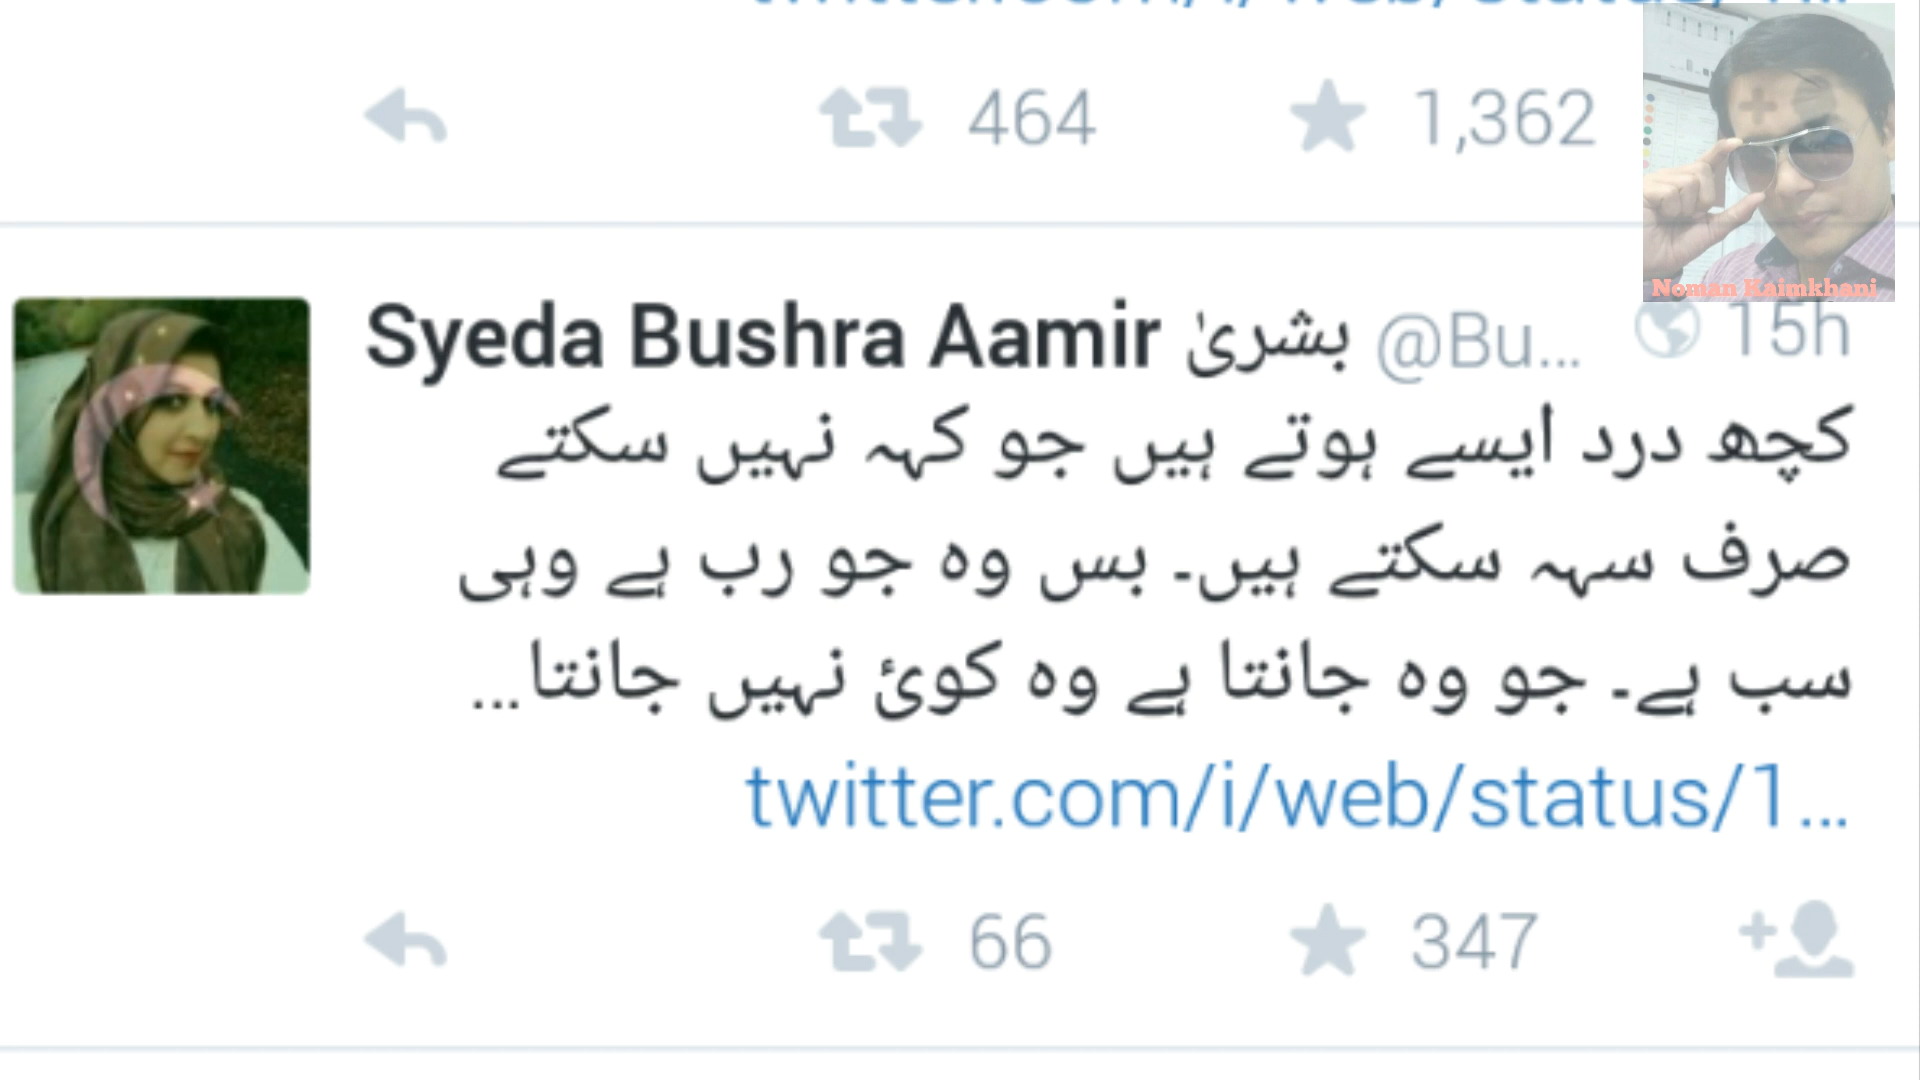 464 1,362
Noman Kaimkhani
Syeda Bushra Aamir بشریٰ @Bu... 15h
کچھ درد ایسے ہوتے ہیں جو کہہ نہیں سکتے
صرف سہہ سکتے ہیں۔ بس وہ جو رب ہے وہی
سب ہے۔ جو وہ جانتا ہے وہ کوئ نہیں جانتا...
twitter.com/i/web/status/1...
66 347